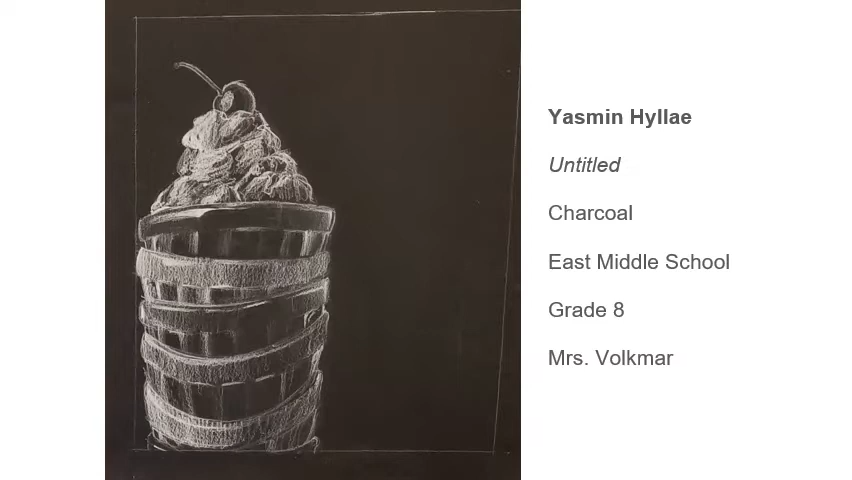 Yasmin Hyllae
Untitled
Charcoal
East Middle School
Grade 8
Mrs. Volkmar